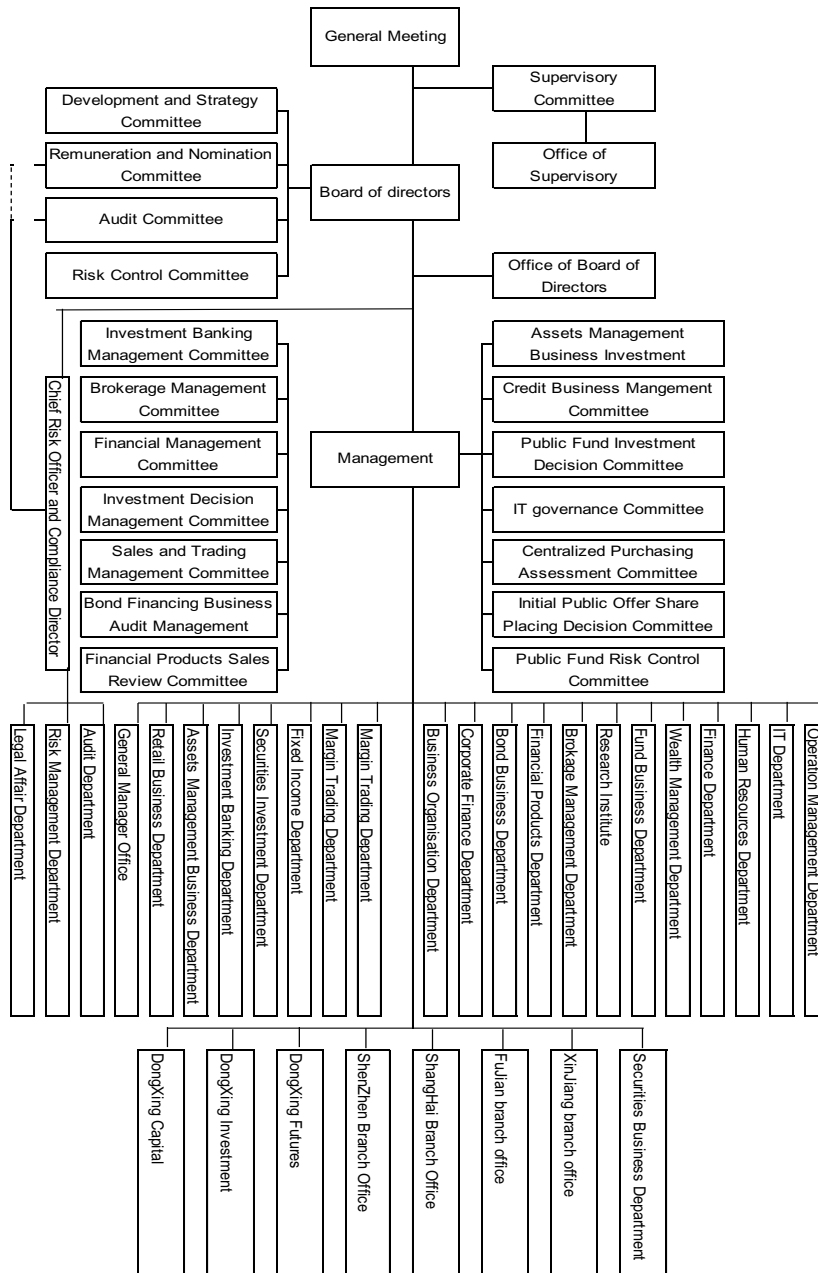 General Meeting
Supervisory
Committee
Development and Strategy
Committee
Remuneration and Nomination
Committee
Office of
Supervisory
Board of directors
Audit Committee
Risk Control Committee
Office of Board of
Directors
Investment Banking
Management Committee
Assets Management
Business Investment
Brokerage Management
Committee
Credit Business Mangement
Committee
Chief Risk Officer and Compliance Director
Financial Management
Committee
Management
Public Fund Investment
Decision Committee
Investment Decision
Management Committee
IT governance Committee
Sales and Trading
Management Committee
Centralized Purchasing
Assessment Committee
Bond Financing Business
Audit Management
Initial Public Offer Share
Placing Decision Committee
Financial Products Sales
Review Committee
Public Fund Risk Control
Committee
Legal Affair Department
Risk Management Department
Audit Department
General Manager Office
Retail Business Department
Assets Management Business Department
Investment Banking Department
Securities Investment Department
Fixed Income Department
Margin Trading Department
Margin Trading Department
Business Organisation Department
Corporate Finance Department
Bond Business Department
Financial Products Department
Brokage Management Department
Research Institute
Fund Business Department
Wealth Management Department
Finance Department
Human Resources Department
IT Department
Operation Management Department
DongXing Capital
DongXing Investment
DongXing Futures
ShenZhen Branch Office
ShangHai Branch Office
FuJian branch office
XinJiang branch office
Securities Business Department